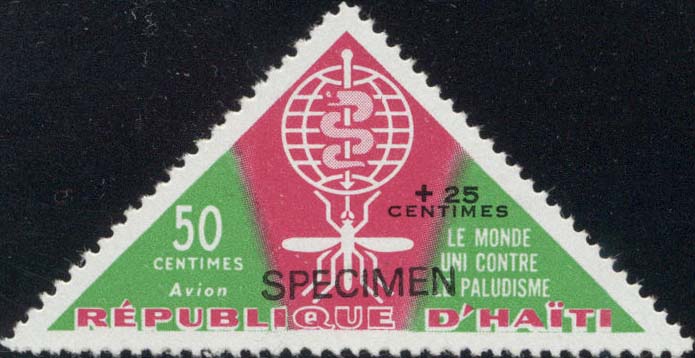 + 25
CENTIMES
50
CENTIMES
Avion
LE MONDE
UNI CONTRE
LE PALUDISME
SPECIMEN
RÉPUBLIQUE D'HAÏTI